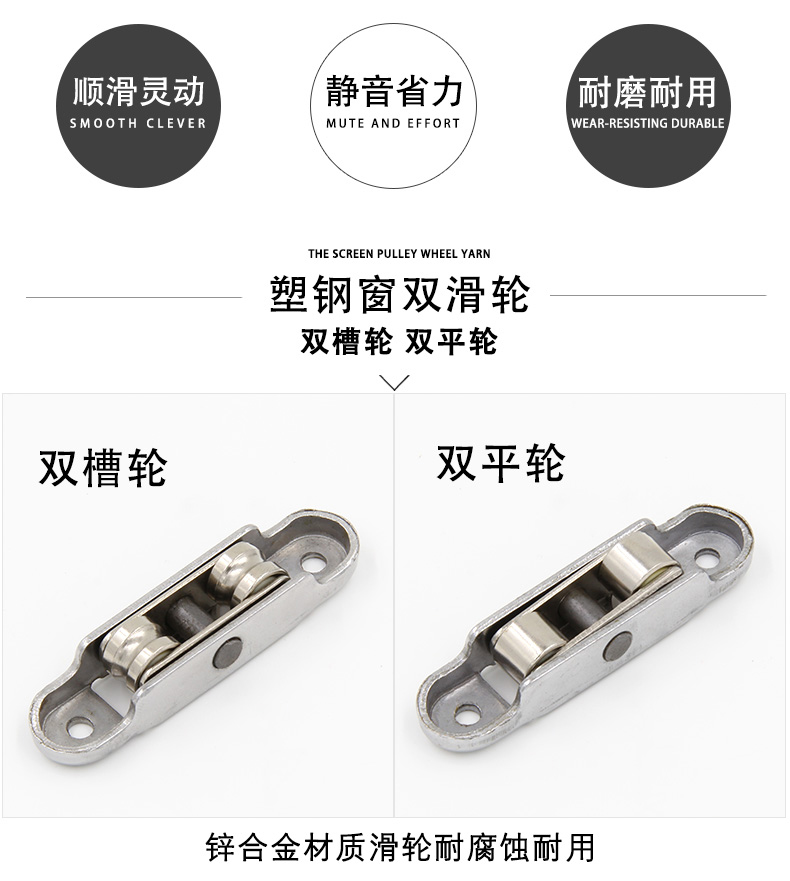 顺滑灵动
SMOOTH CLEVER
静音省力
MUTE AND EFFORT
耐磨耐用
WEAR-RESISTING DURABLE
THE SCREEN PULLEY WHEEL YARN
塑钢窗双滑轮
双槽轮 双平轮
双槽轮
双平轮
锌合金材质滑轮耐腐蚀耐用